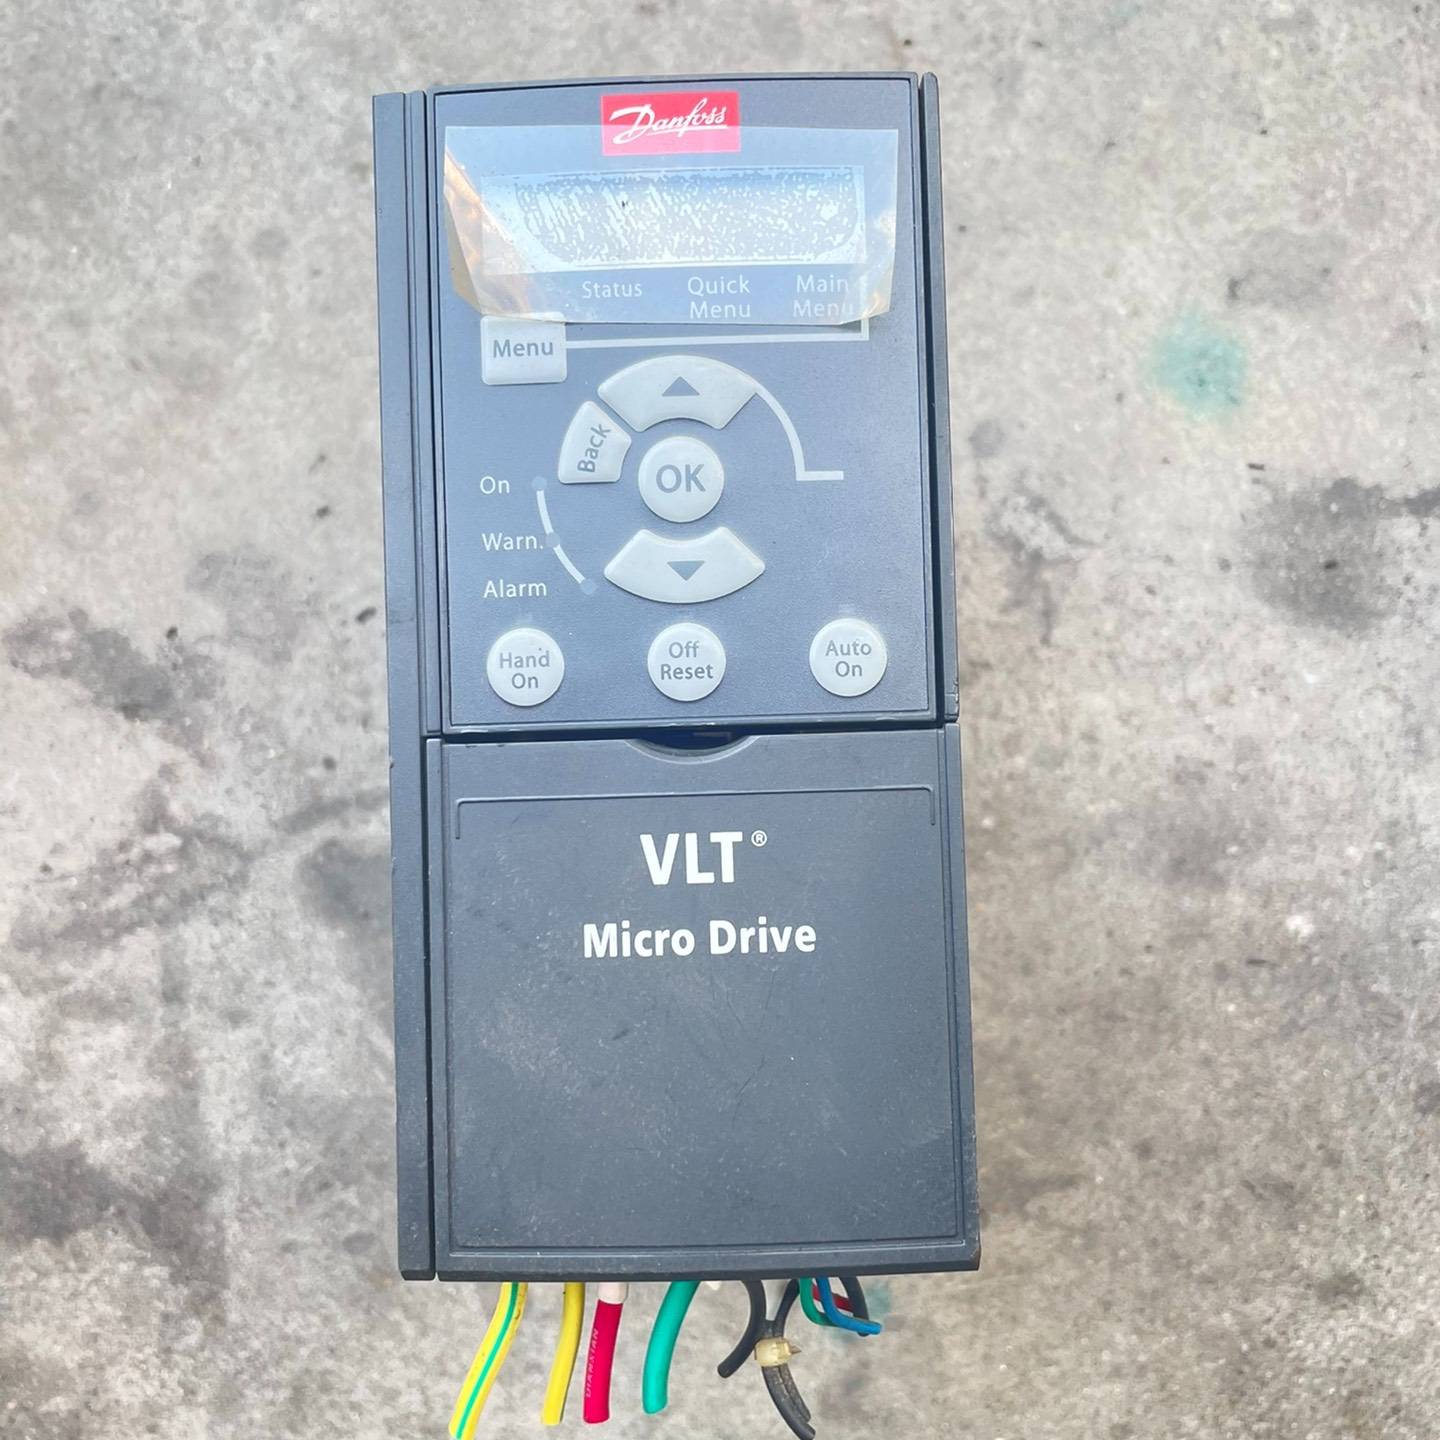 Danfoss
Status
Quick
Menu
Main
Menu
Menu
Back
OK
On
Warn.
Alarm
Hand
On
Off
Reset
Auto
On
VLT®
Micro Drive
DIANXIAN